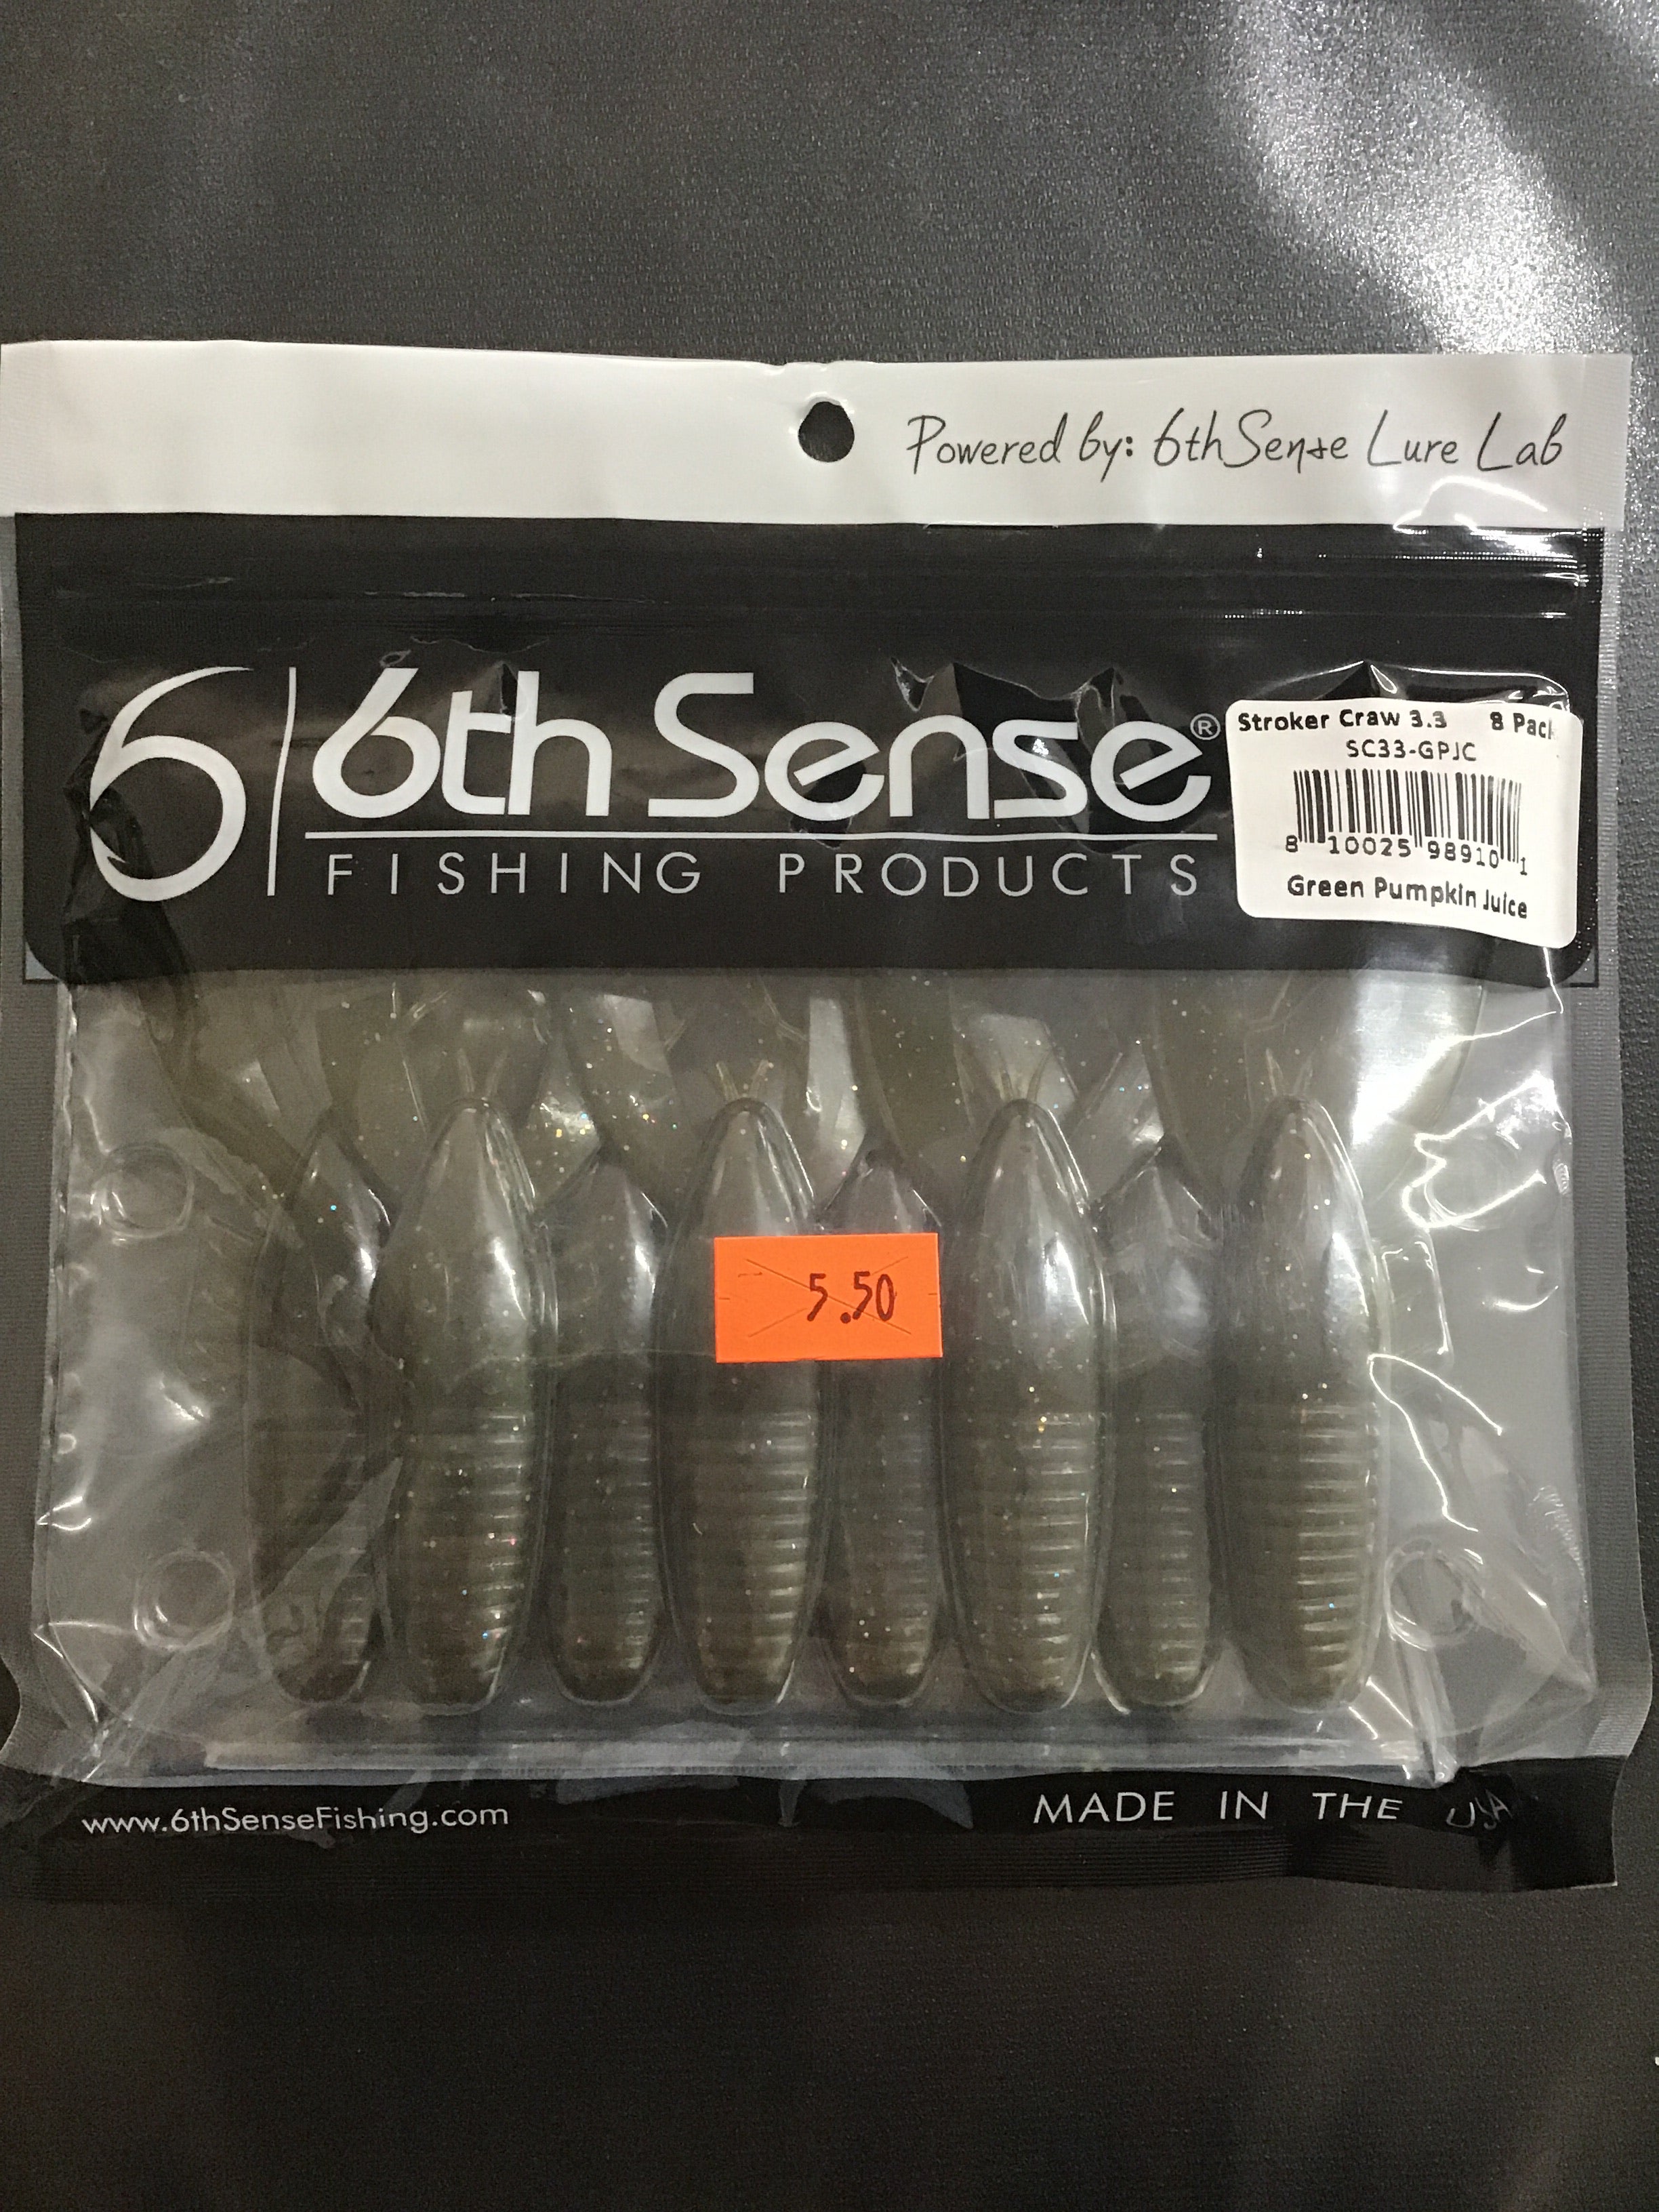 Powered by: 6thSense Lure Lab
6th Sense®
FISHING PRODUCTS
Stroker Craw 3.3 8 Pack
SC33-GPJC
8 10025 98910 1
Green Pumpkin Juice
5.50
www.6thSenseFishing.com
MADE IN THE USA